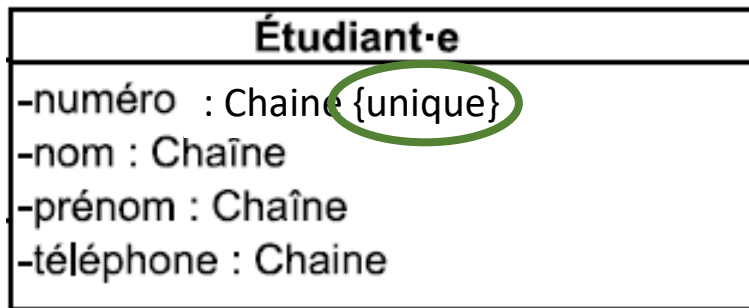 Étudiant·e
-numéro : Chaine {unique}
-nom : Chaîne
-prénom : Chaîne
-téléphone : Chaine